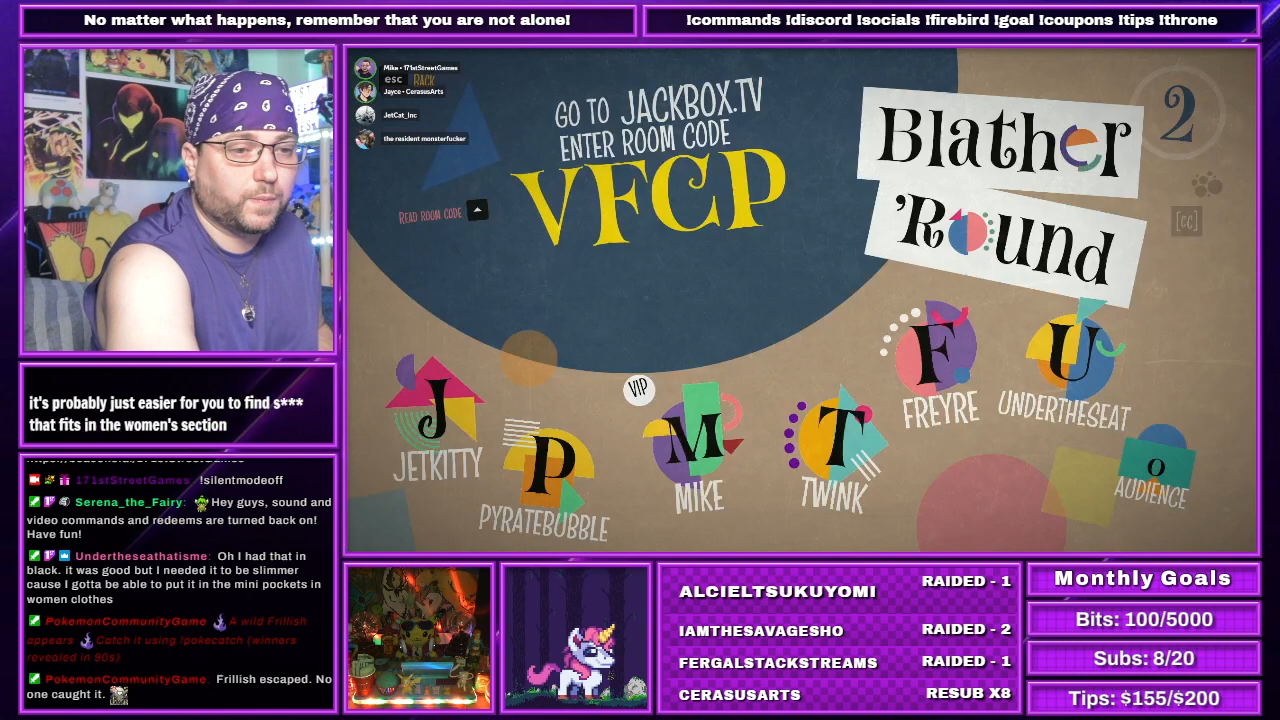 No matter what happens, remember that you are not alone!
!commands !discord !socials !firebird !goal !coupons !tips !throne
Mike • 171stStreetGames
esc BACK
Jayce • CerasusArts
JetCat_Inc
the resident monsterfucker
GO TO JACKBOX.TV
ENTER ROOM CODE
VFCP
READ ROOM CODE
Blather
'Round
2
[CC]
J
JETKITTY
P
PYRATEBUBBLE
VIP
M
MIKE
T
TWINK
F
FREYRE
U
UNDERTHESEAT
0
AUDIENCE
it's probably just easier for you to find s***
that fits in the women's section
171stStreetGames: !silentmodeoff
Serena_the_Fairy: Hey guys, sound and
video commands and redeems are turned back on!
Have fun!
Undertheseathatisme: Oh I had that in
black. it was good but I needed it to be slimmer
cause I gotta be able to put it in the mini pockets in
women clothes
PokemonCommunityGame A wild Frillish
appears Catch it using !pokecatch (winners
revealed in 90s)
PokemonCommunityGame: Frillish escaped. No
one caught it.
ALCIELTSUKUYOMI RAIDED - 1
IAMTHESAVAGESHO RAIDED - 2
FERGALSTACKSTREAMS RAIDED - 1
CERASUSARTS RESUB X8
Monthly Goals
Bits: 100/5000
Subs: 8/20
Tips: $155/$200